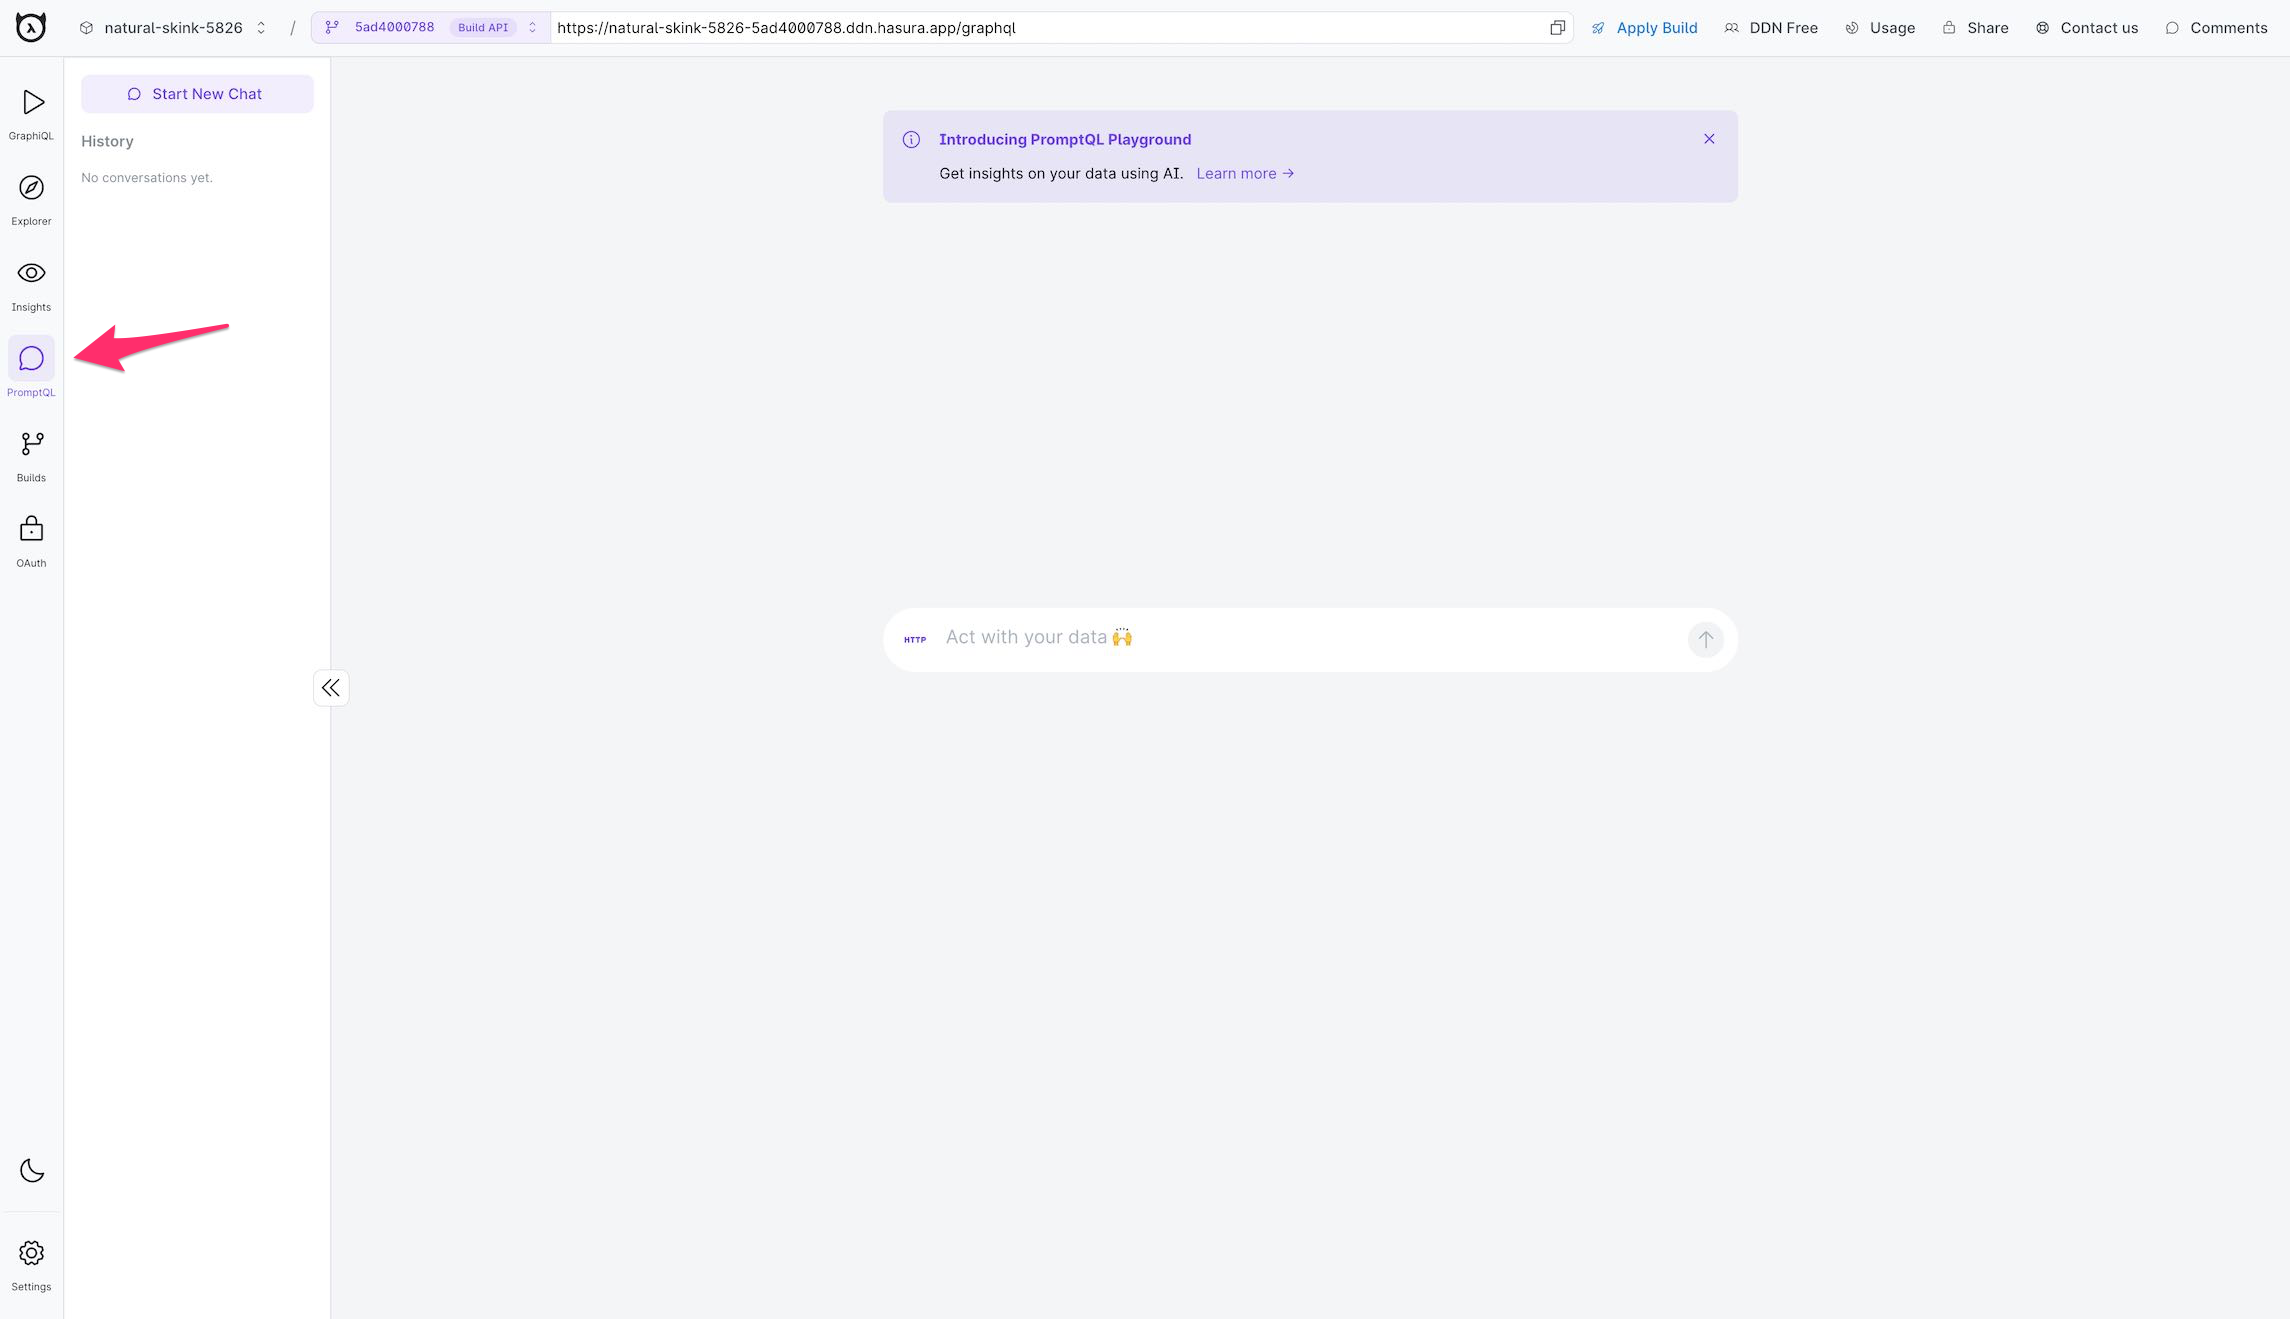 natural-skink-5826 / 5ad4000788 Build API https://natural-skink-5826-5ad4000788.ddn.hasura.app/graphql Apply Build DDN Free Usage Share Contact us Comments
GraphiQL
Explorer
Insights
PromptQL
Builds
OAuth
Settings
Start New Chat
History
No conversations yet.
Introducing PromptQL Playground
Get insights on your data using AI. Learn more →
HTTP Act with your data 🙌